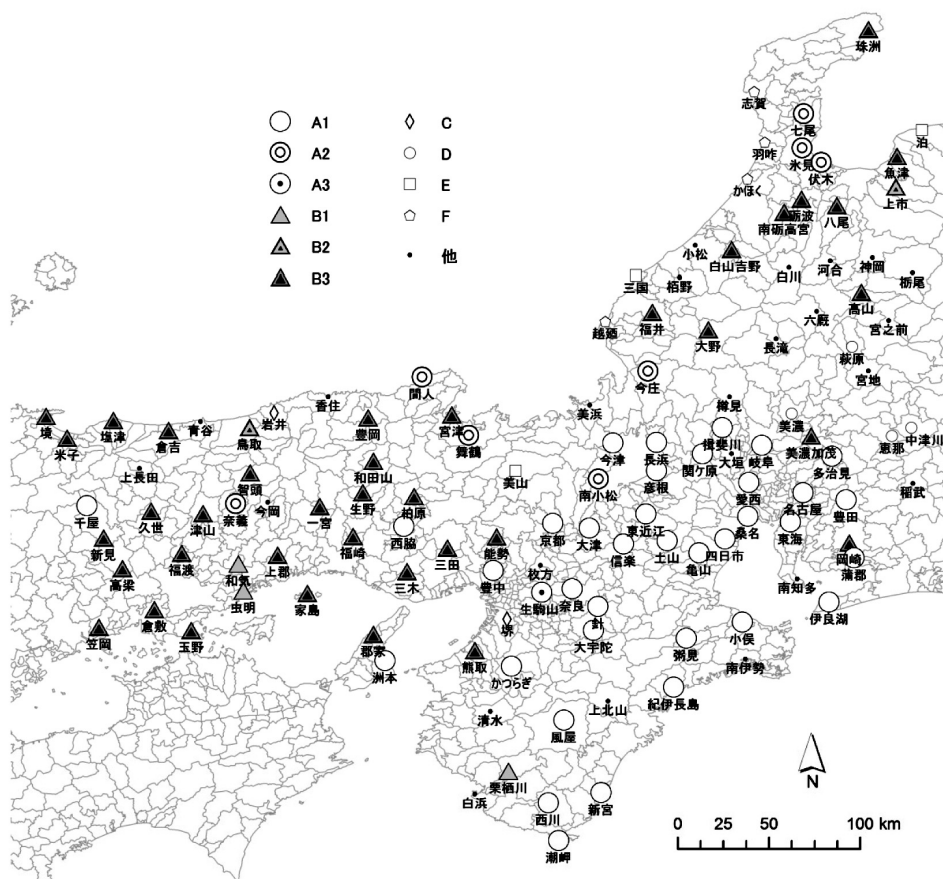 珠洲
志賀
七尾
泊
A1
C
A2
D
羽咋
氷見
伏木
魚津
A3
E
かほく
上市
B1
F
砺波
南砺高宮
八尾
B2
他
小松
白山吉野
白川
河合
神岡
栃尾
B3
三国
栢野
高山
越廼
福井
六厩
宮之前
大野
長滝
萩原
今庄
宮地
間人
香住
美浜
樽見
美濃
境
塩津
青谷
岩井
豊岡
宮津
舞鶴
揖斐川
中津川
米子
倉吉
鳥取
今津
長浜
関ケ原
大垣
岐阜
美濃加茂
恵那
多治見
上長田
智頭
和田山
美山
南小松
彦根
愛西
稲武
千屋
久世
津山
奈義
今岡
一宮
生野
柏原
名古屋
豊田
西脇
京都
大津
東近江
桑名
東海
新見
福渡
上郡
福崎
三田
能勢
信楽
土山
亀山
四日市
岡崎
蒲郡
高梁
和気
三木
豊中
枚方
南知多
虫明
家島
生駒山
奈良
針
伊良湖
笠岡
倉敷
玉野
郡家
堺
大宇陀
粥見
小俣
洲本
熊取
かつらぎ
南伊勢
紀伊長島
清水
上北山
風屋
栗栖川
白浜
西川
新宮
潮岬
N
0 25 50 100 km